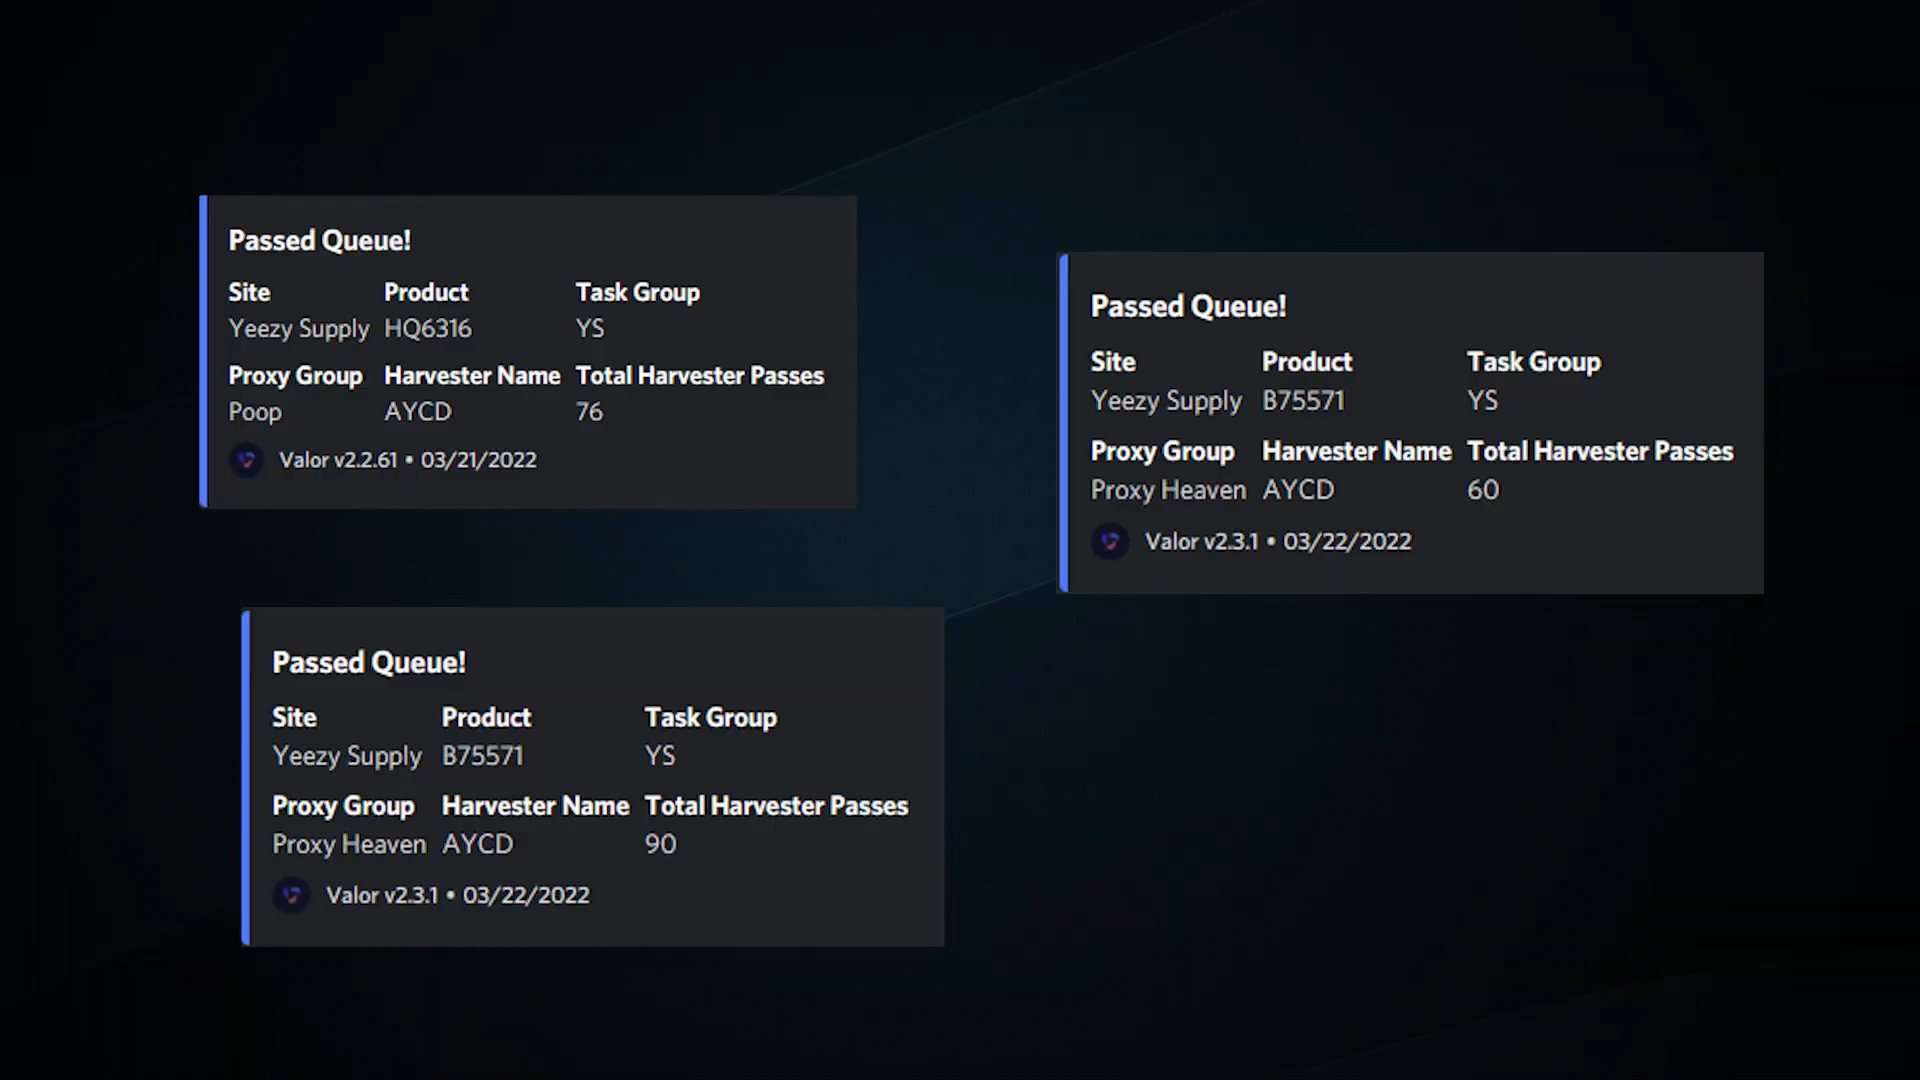 Passed Queue!
Site Product Task Group
Yeezy Supply HQ6316 YS
Proxy Group Harvester Name Total Harvester Passes
Poop AYCD 76
Valor v2.2.61 • 03/21/2022
Passed Queue!
Site Product Task Group
Yeezy Supply B75571 YS
Proxy Group Harvester Name Total Harvester Passes
Proxy Heaven AYCD 60
Valor v2.3.1 • 03/22/2022
Passed Queue!
Site Product Task Group
Yeezy Supply B75571 YS
Proxy Group Harvester Name Total Harvester Passes
Proxy Heaven AYCD 90
Valor v2.3.1 • 03/22/2022